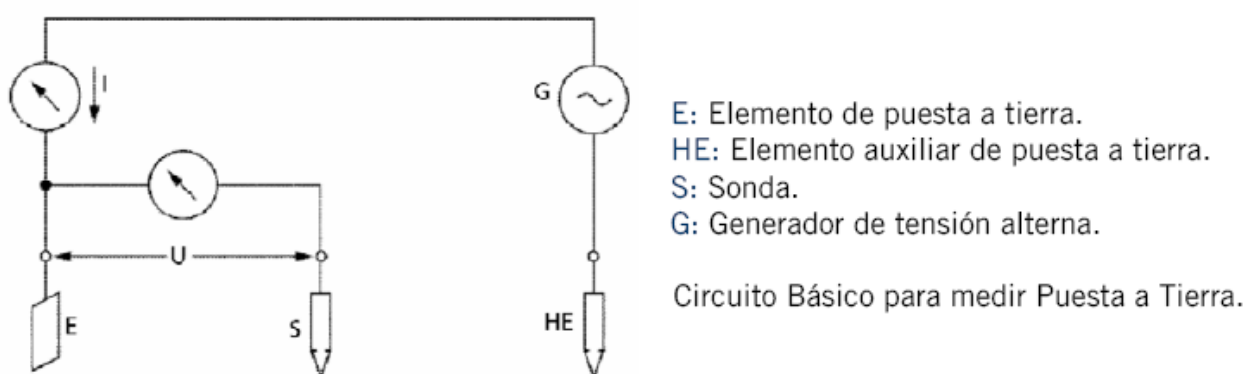 I
G
U
E
S
HE
E: Elemento de puesta a tierra.
HE: Elemento auxiliar de puesta a tierra.
S: Sonda.
G: Generador de tensión alterna.
Circuito Básico para medir Puesta a Tierra.